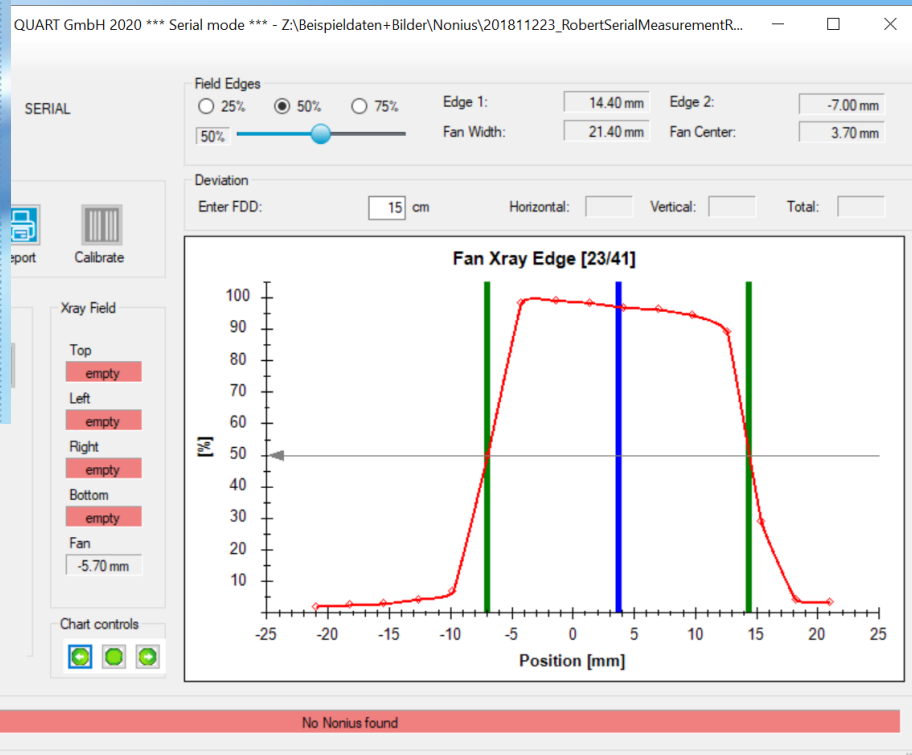 QUART GmbH 2020 *** Serial mode *** - Z:\Beispieldaten+Bilder\Nonius\201811223_RobertSerialMeasurementR...
SERIAL
Field Edges
25% 50% 75%
50%
Edge 1: 14.40 mm Edge 2: -7.00 mm
Fan Width: 21.40 mm Fan Center: 3.70 mm
Deviation
Enter FDD: 15 cm Horizontal: Vertical: Total:
eport Calibrate
Xray Field
Top
empty
Left
empty
Right
empty
Bottom
empty
Fan
-5.70 mm
Chart controls
Fan Xray Edge [23/41]
[%]
100
90
80
70
60
50
40
30
20
10
-25 -20 -15 -10 -5 0 5 10 15 20 25
Position [mm]
No Nonius found